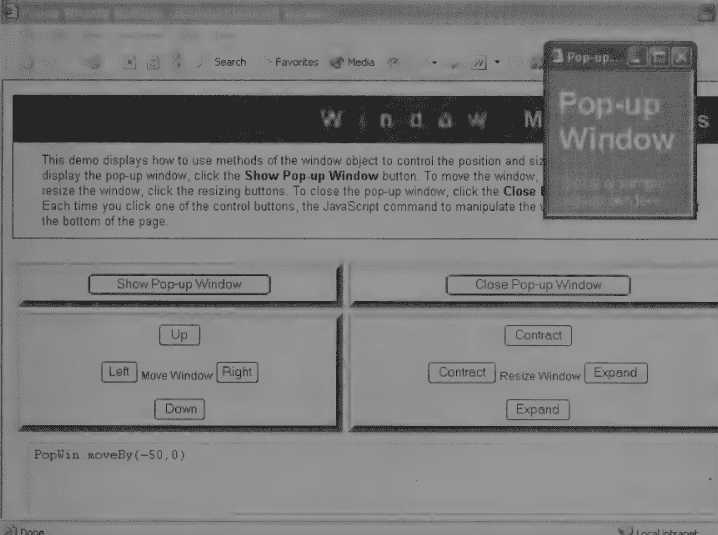 Search Favorites Media
Pop-up...
Pop-up
Window
Window M s
This demo displays how to use methods of the window object to control the position and siz
display the pop-up window, click the Show Pop-up Window button. To move the window,
resize the window, click the resizing buttons. To close the pop-up window, click the Close
Each time you click one of the control buttons, the JavaScript command to manipulate the
the bottom of the page.
Show Pop-up Window
Close Pop-up Window
Up
Contract
Left Move Window Right
Contract Resize Window Expand
Down
Expand
PopWin moveBy(-50,0)
Done
Local intranet